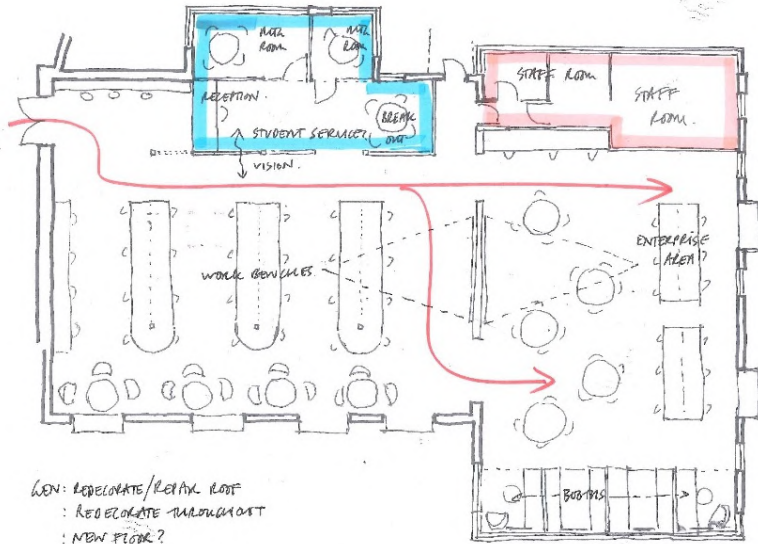 MTG ROOM
MTG ROOM
STAFF ROOM
STAFF ROOM.
RECEPTION.
STUDENT SERVICES
BREAK OUT
VISION.
WORK BENCHES
ENTERPRISE AREA
BOOTHS
GEN: REDECORATE/REPAIR ROOF
: REDECORATE THROUGHOUT
: NEW FLOOR?